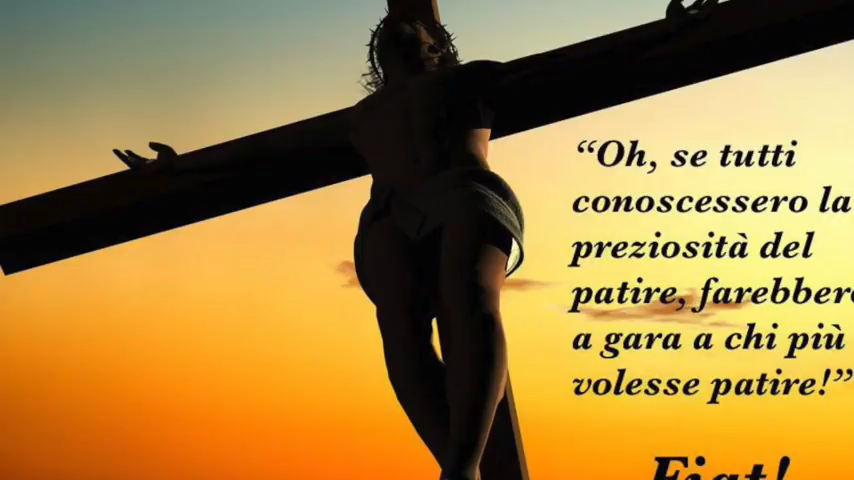 “Oh, se tutti
conoscessero la
preziosità del
patire, farebbero
a gara a chi più
volesse patire!”
Fiat!